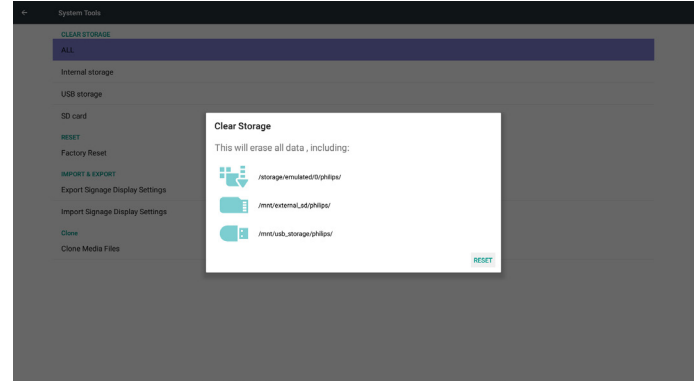 System Tools
CLEAR STORAGE
ALL
Internal storage
USB storage
SD card
RESET
Factory Reset
IMPORT & EXPORT
Export Signage Display Settings
Import Signage Display Settings
Clone
Clone Media Files
Clear Storage
This will erase all data , including:
/storage/emulated/0/philips/
/mnt/external_sd/philips/
/mnt/usb_storage/philips/
RESET